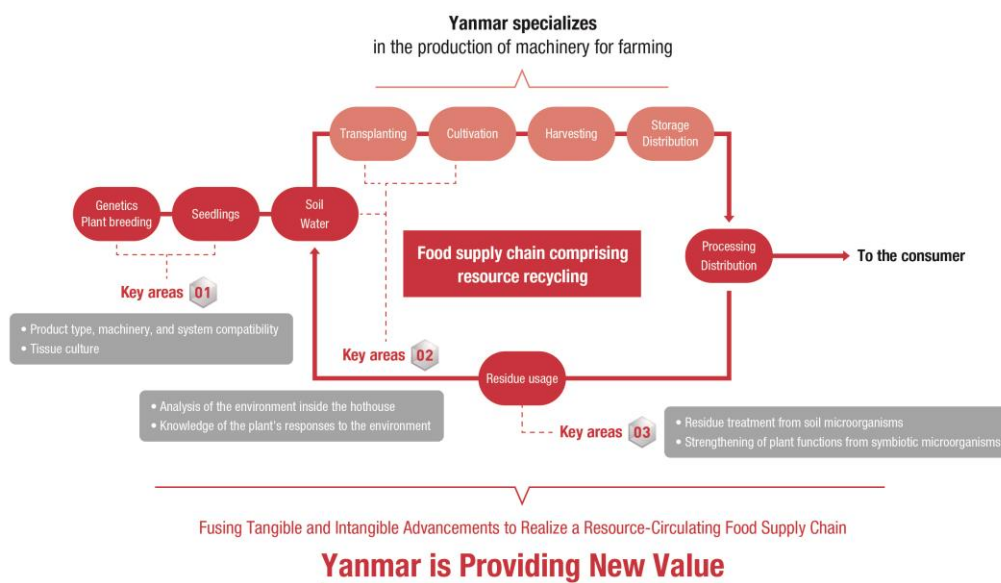 Yanmar specializes
in the production of machinery for farming
Transplanting
Cultivation
Harvesting
Storage
Distribution
Genetics
Plant breeding
Seedlings
Soil
Water
Food supply chain comprising
resource recycling
Processing
Distribution
To the consumer
Key areas 01
• Product type, machinery, and system compatibility
• Tissue culture
Key areas 02
• Analysis of the environment inside the hothouse
• Knowledge of the plant's responses to the environment
Residue usage
Key areas 03
• Residue treatment from soil microorganisms
• Strengthening of plant functions from symbiotic microorganisms
Fusing Tangible and Intangible Advancements to Realize a Resource-Circulating Food Supply Chain
Yanmar is Providing New Value